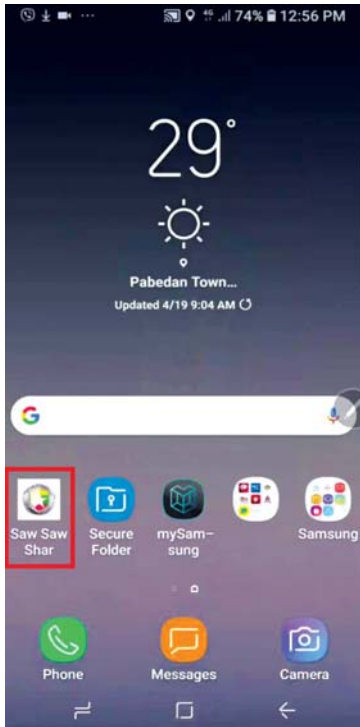 4G 74% 12:56 PM
29°
Pabedan Town...
Updated 4/19 9:04 AM
G
Saw Saw
Shar
Secure
Folder
mySam-
sung
Samsung
Phone
Messages
Camera